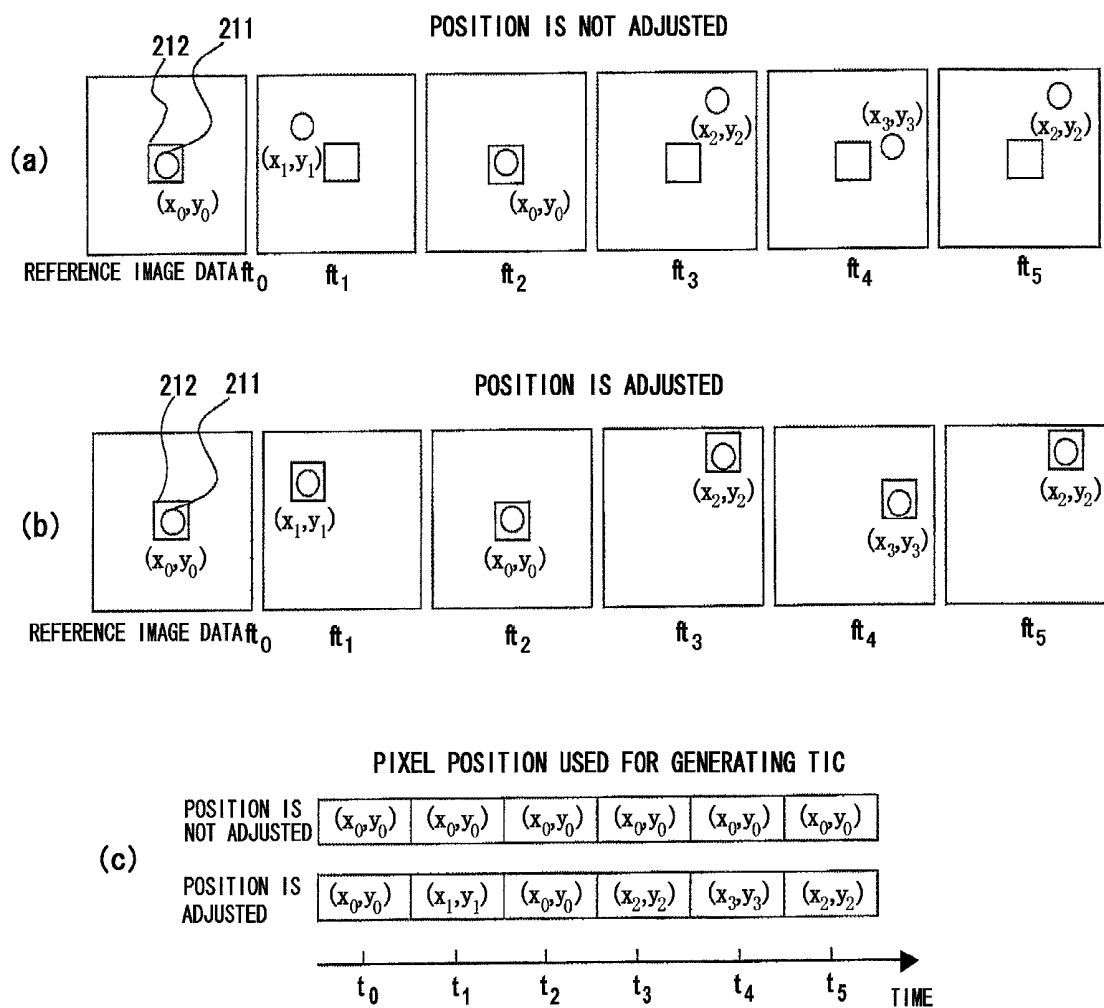 POSITION IS NOT ADJUSTED
212 211
(a)
(x₀,y₀) (x₁,y₁) (x₀,y₀) (x₂,y₂) (x₃,y₃) (x₂,y₂)
REFERENCE IMAGE DATA ft₀ ft₁ ft₂ ft₃ ft₄ ft₅
POSITION IS ADJUSTED
212 211
(b)
(x₀,y₀) (x₁,y₁) (x₀,y₀) (x₂,y₂) (x₃,y₃) (x₂,y₂)
REFERENCE IMAGE DATA ft₀ ft₁ ft₂ ft₃ ft₄ ft₅
PIXEL POSITION USED FOR GENERATING TIC
(c)
POSITION IS
NOT ADJUSTED
(x₀,y₀) (x₀,y₀) (x₀,y₀) (x₀,y₀) (x₀,y₀) (x₀,y₀)
POSITION IS
ADJUSTED
(x₀,y₀) (x₁,y₁) (x₀,y₀) (x₂,y₂) (x₃,y₃) (x₂,y₂)
t₀ t₁ t₂ t₃ t₄ t₅ TIME